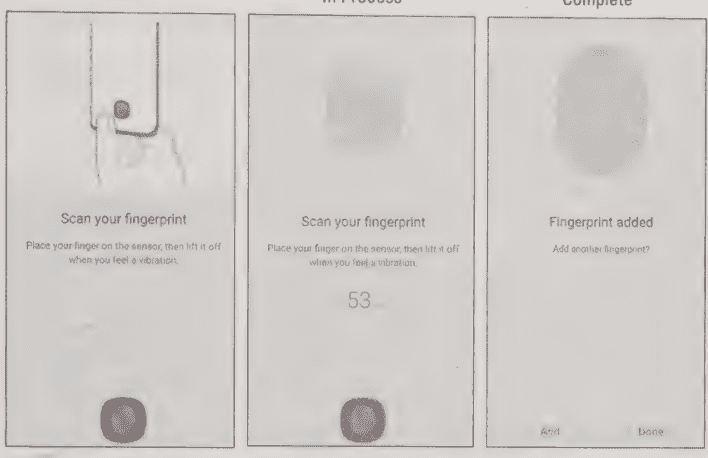 Complete
Scan your fingerprint
Place your finger on the sensor, then lift it off
when you feel a vibration.
Scan your fingerprint
Place your finger on the sensor, then lift it off
when you feel a vibration.
53
Fingerprint added
Add another fingerprint?
Add Done